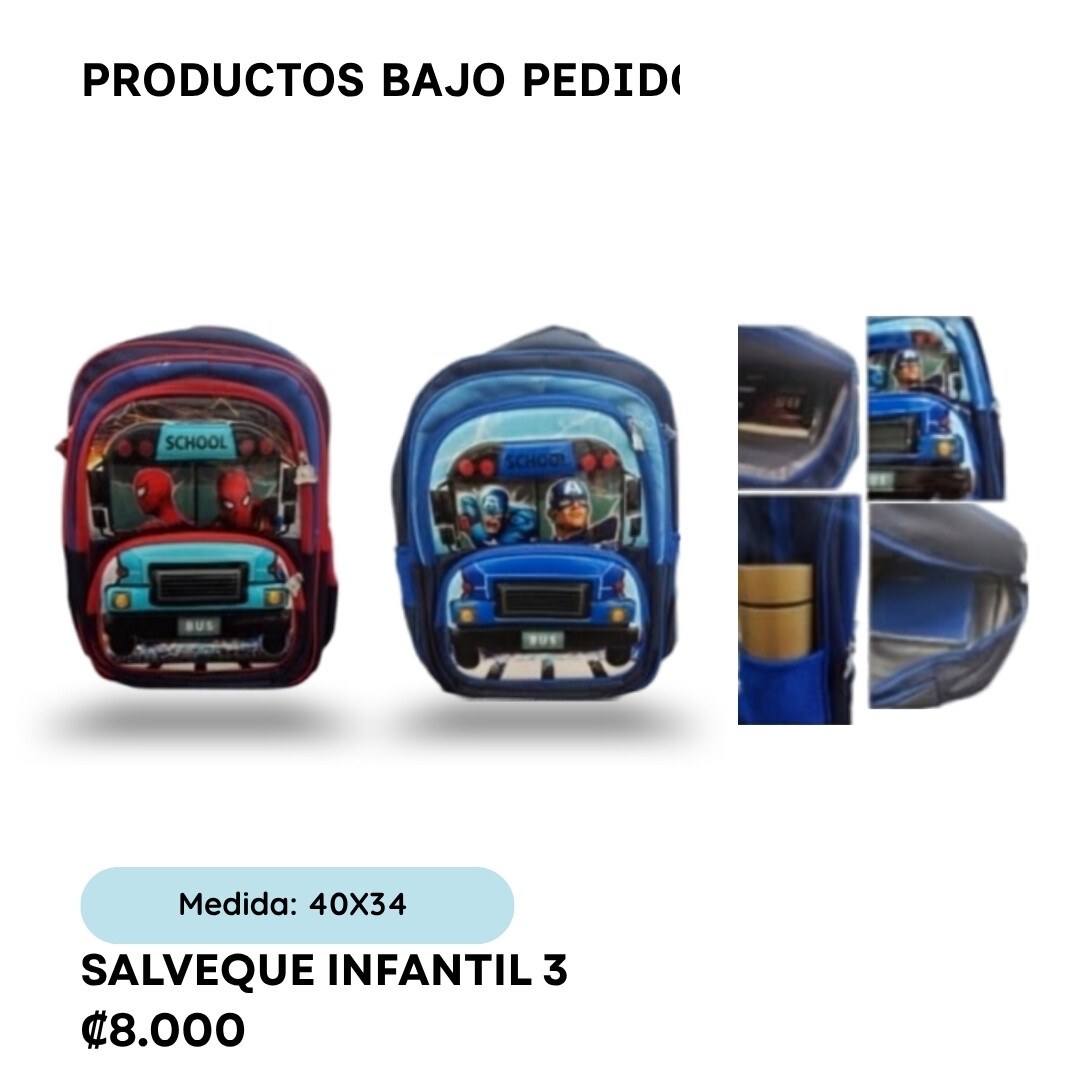 PRODUCTOS BAJO PEDIDO
SCHOOL
SCHOOL
BUS
BUS
Medida: 40X34
SALVEQUE INFANTIL 3
₡8.000